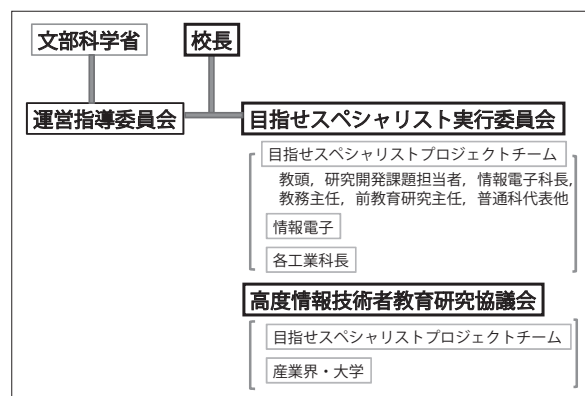 文部科学省
校長
運営指導委員会
目指せスペシャリスト実行委員会
目指せスペシャリストプロジェクトチーム
教頭，研究開発課題担当者，情報電子科長，
教務主任，前教育研究主任，普通科代表他
情報電子
各工業科長
高度情報技術者教育研究協議会
目指せスペシャリストプロジェクトチーム
産業界・大学